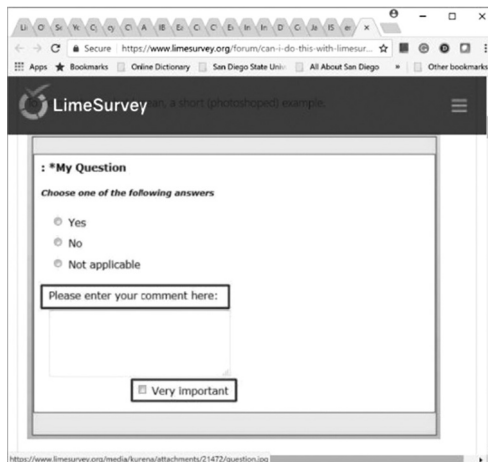 Secure https://www.limesurvey.org/forum/can-i-do-this-with-limesur...
Apps Bookmarks Online Dictionary San Diego State Univ All About San Diego » Other bookmarks
LimeSurvey
an, a short (photoshoped) example:
: *My Question
Choose one of the following answers
Yes
No
Not applicable
Please enter your comment here:
Very important
https://www.limesurvey.org/media/kurena/attachments/21472/question.jpg